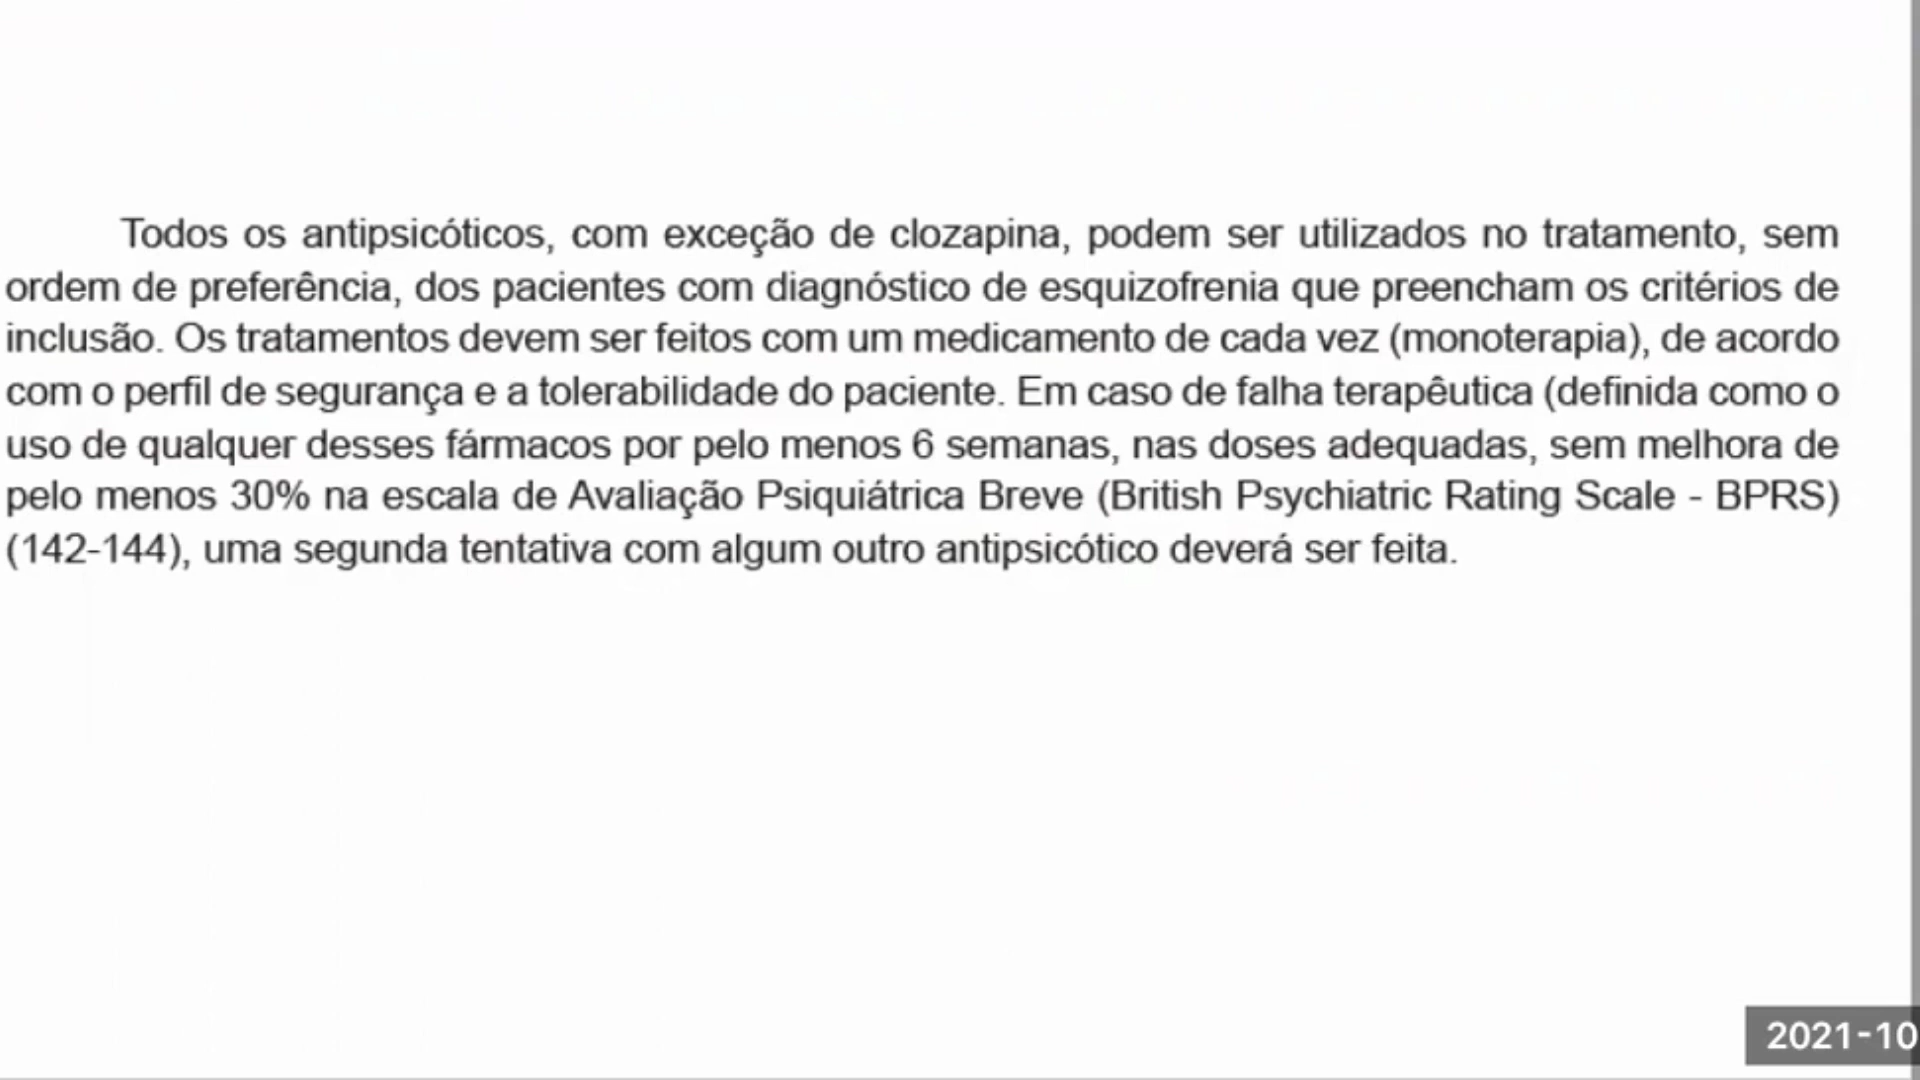 Todos os antipsicóticos, com exceção de clozapina, podem ser utilizados no tratamento, sem
ordem de preferência, dos pacientes com diagnóstico de esquizofrenia que preencham os critérios de
inclusão. Os tratamentos devem ser feitos com um medicamento de cada vez (monoterapia), de acordo
com o perfil de segurança e a tolerabilidade do paciente. Em caso de falha terapêutica (definida como o
uso de qualquer desses fármacos por pelo menos 6 semanas, nas doses adequadas, sem melhora de
pelo menos 30% na escala de Avaliação Psiquiátrica Breve (British Psychiatric Rating Scale - BPRS)
(142-144), uma segunda tentativa com algum outro antipsicótico deverá ser feita.
2021-10